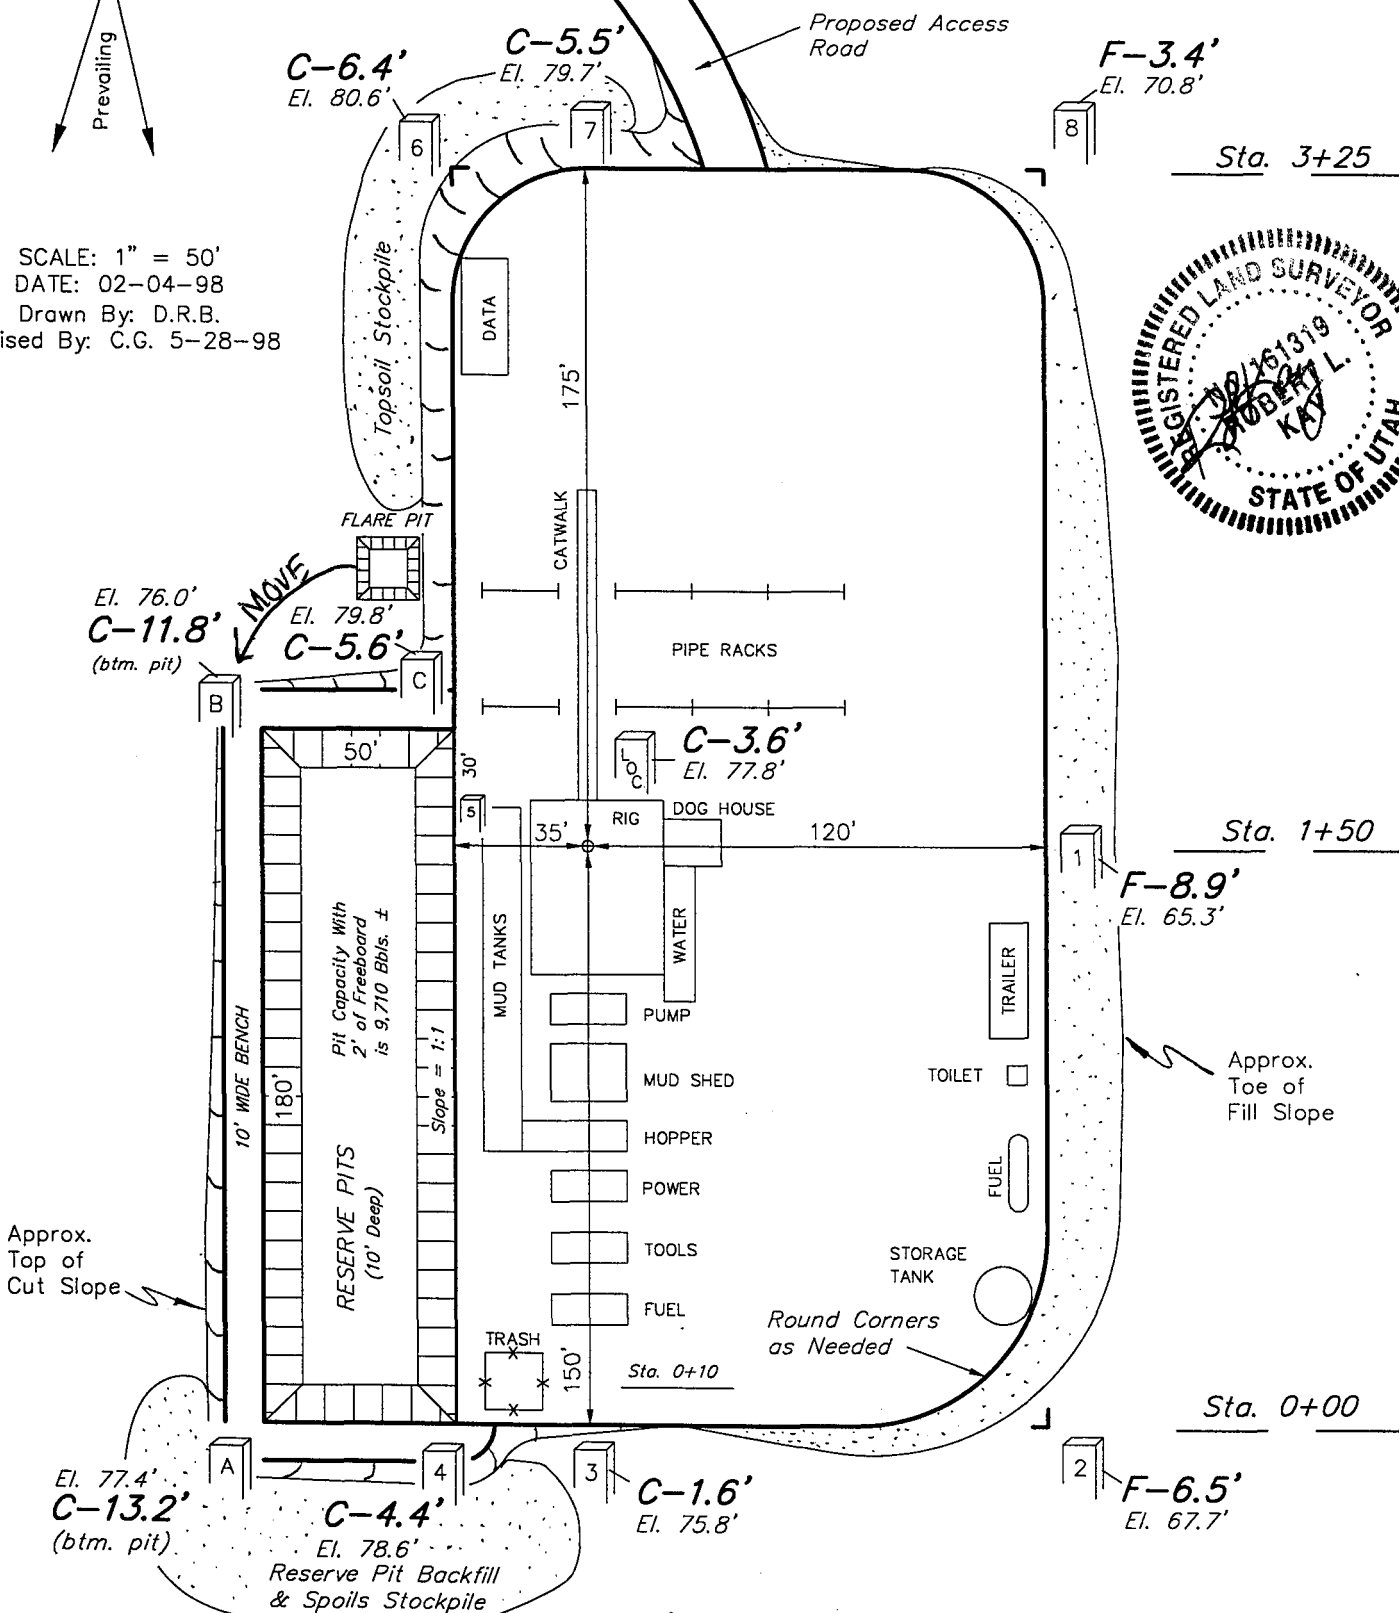 Proposed Access
Road
Prevailing
C-6.4'
El. 80.6'
C-5.5'
El. 79.7'
F-3.4'
El. 70.8'
6
7
8
Sta. 3+25
SCALE: 1" = 50'
DATE: 02-04-98
Drawn By: D.R.B.
ised By: C.G. 5-28-98
Topsoil Stockpile
DATA
175'
REGISTERED LAND SURVEYOR
161319
ROBERT L.
KAY
STATE OF UTAH
CATWALK
FLARE PIT
MOVE
El. 76.0'
C-11.8'
(btm. pit)
El. 79.8'
C-5.6'
B
C
PIPE RACKS
50'
30'
LOC
C-3.6'
El. 77.8'
5
RIG
DOG HOUSE
35'
120'
Sta. 1+50
1
F-8.9'
El. 65.3'
Pit Capacity With
2' of Freeboard
is 9,710 Bbls. ±
MUD TANKS
WATER
TRAILER
PUMP
10' WIDE BENCH
180'
Slope = 1:1
MUD SHED
TOILET
Approx.
Toe of
Fill Slope
HOPPER
RESERVE PITS
(10' Deep)
POWER
FUEL
TOOLS
STORAGE
TANK
Approx.
Top of
Cut Slope
FUEL
Round Corners
as Needed
TRASH
150'
Sta. 0+10
Sta. 0+00
A
4
3
2
El. 77.4'
C-13.2'
(btm. pit)
C-4.4'
El. 78.6'
C-1.6'
El. 75.8'
F-6.5'
El. 67.7'
Reserve Pit Backfill
& Spoils Stockpile